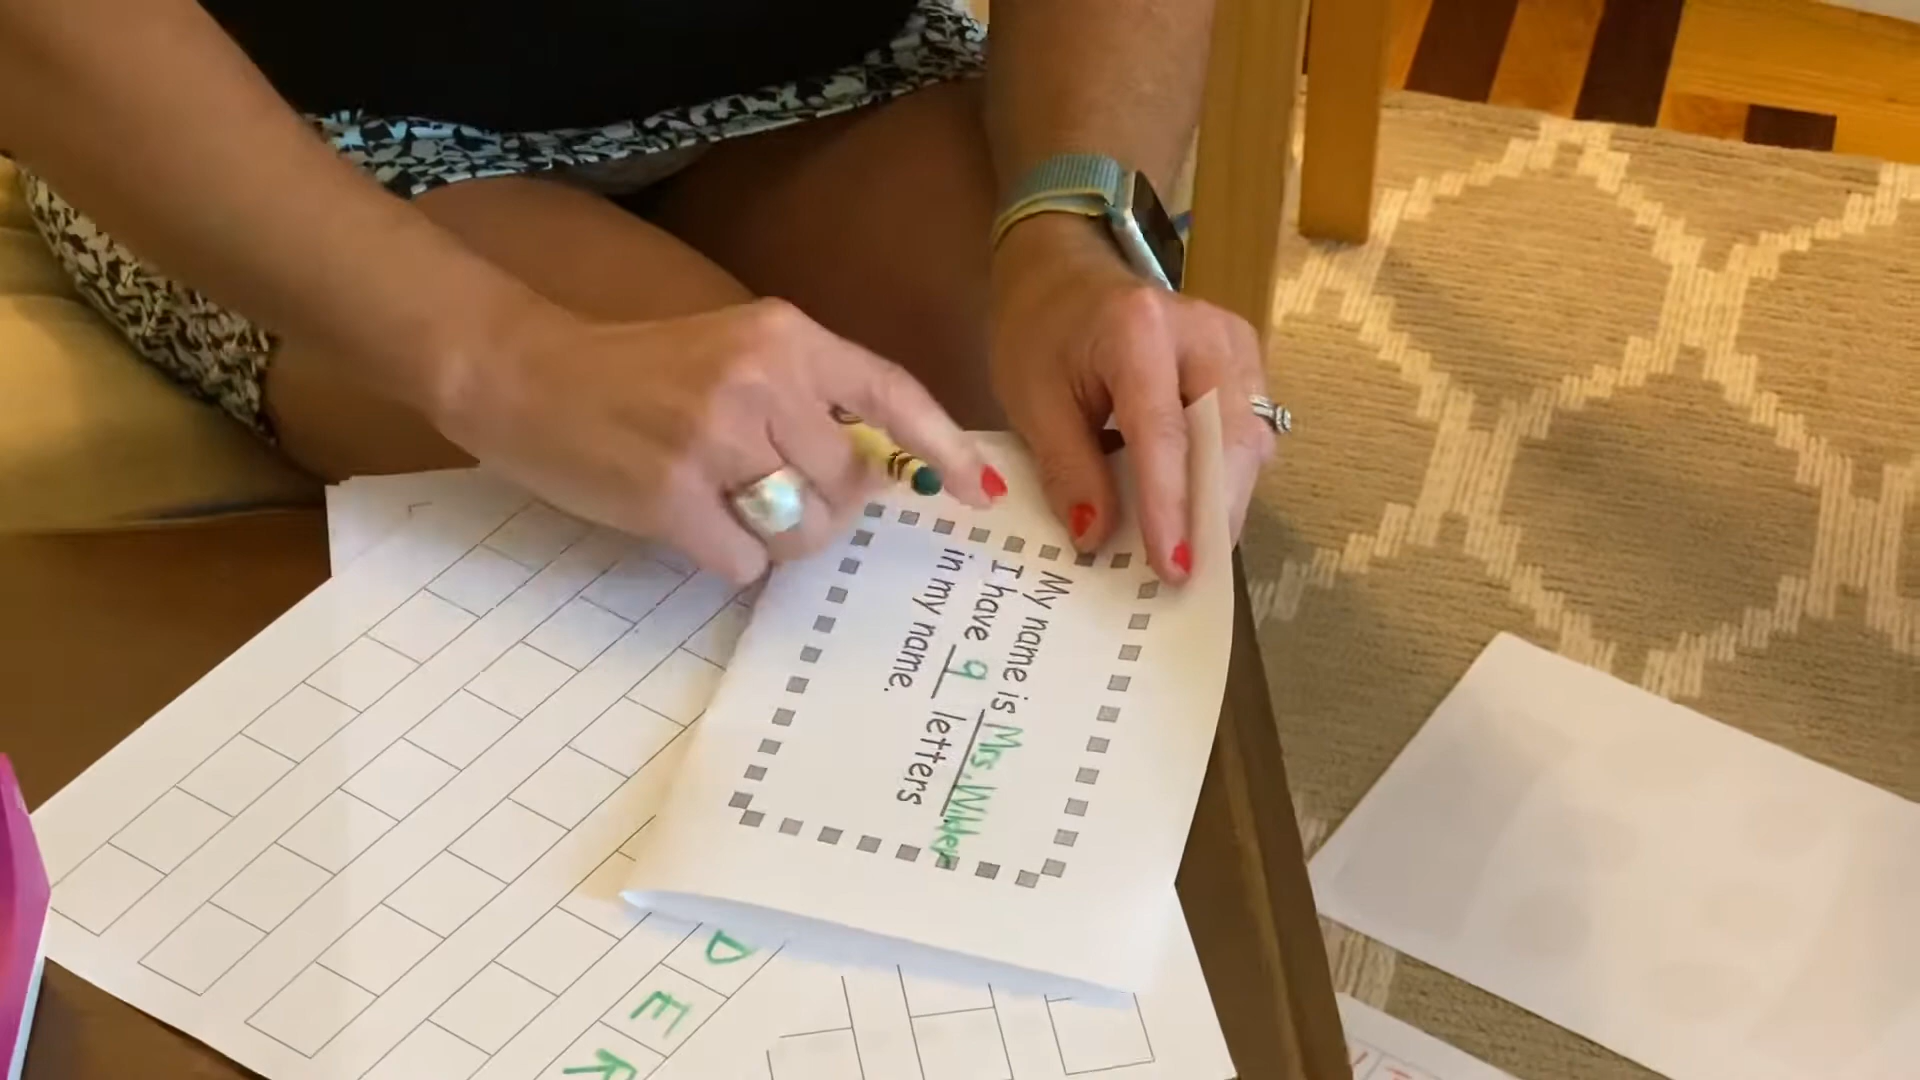 My name is Mrs. Wilder
I have 9 letters
in my name.
D
E
R